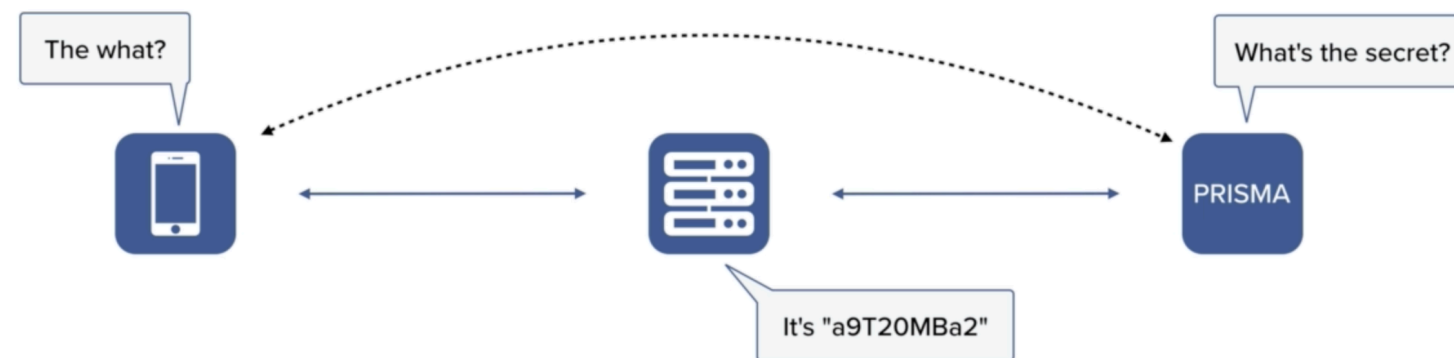 The what?
What's the secret?
PRISMA
It's "a9T20MBa2"